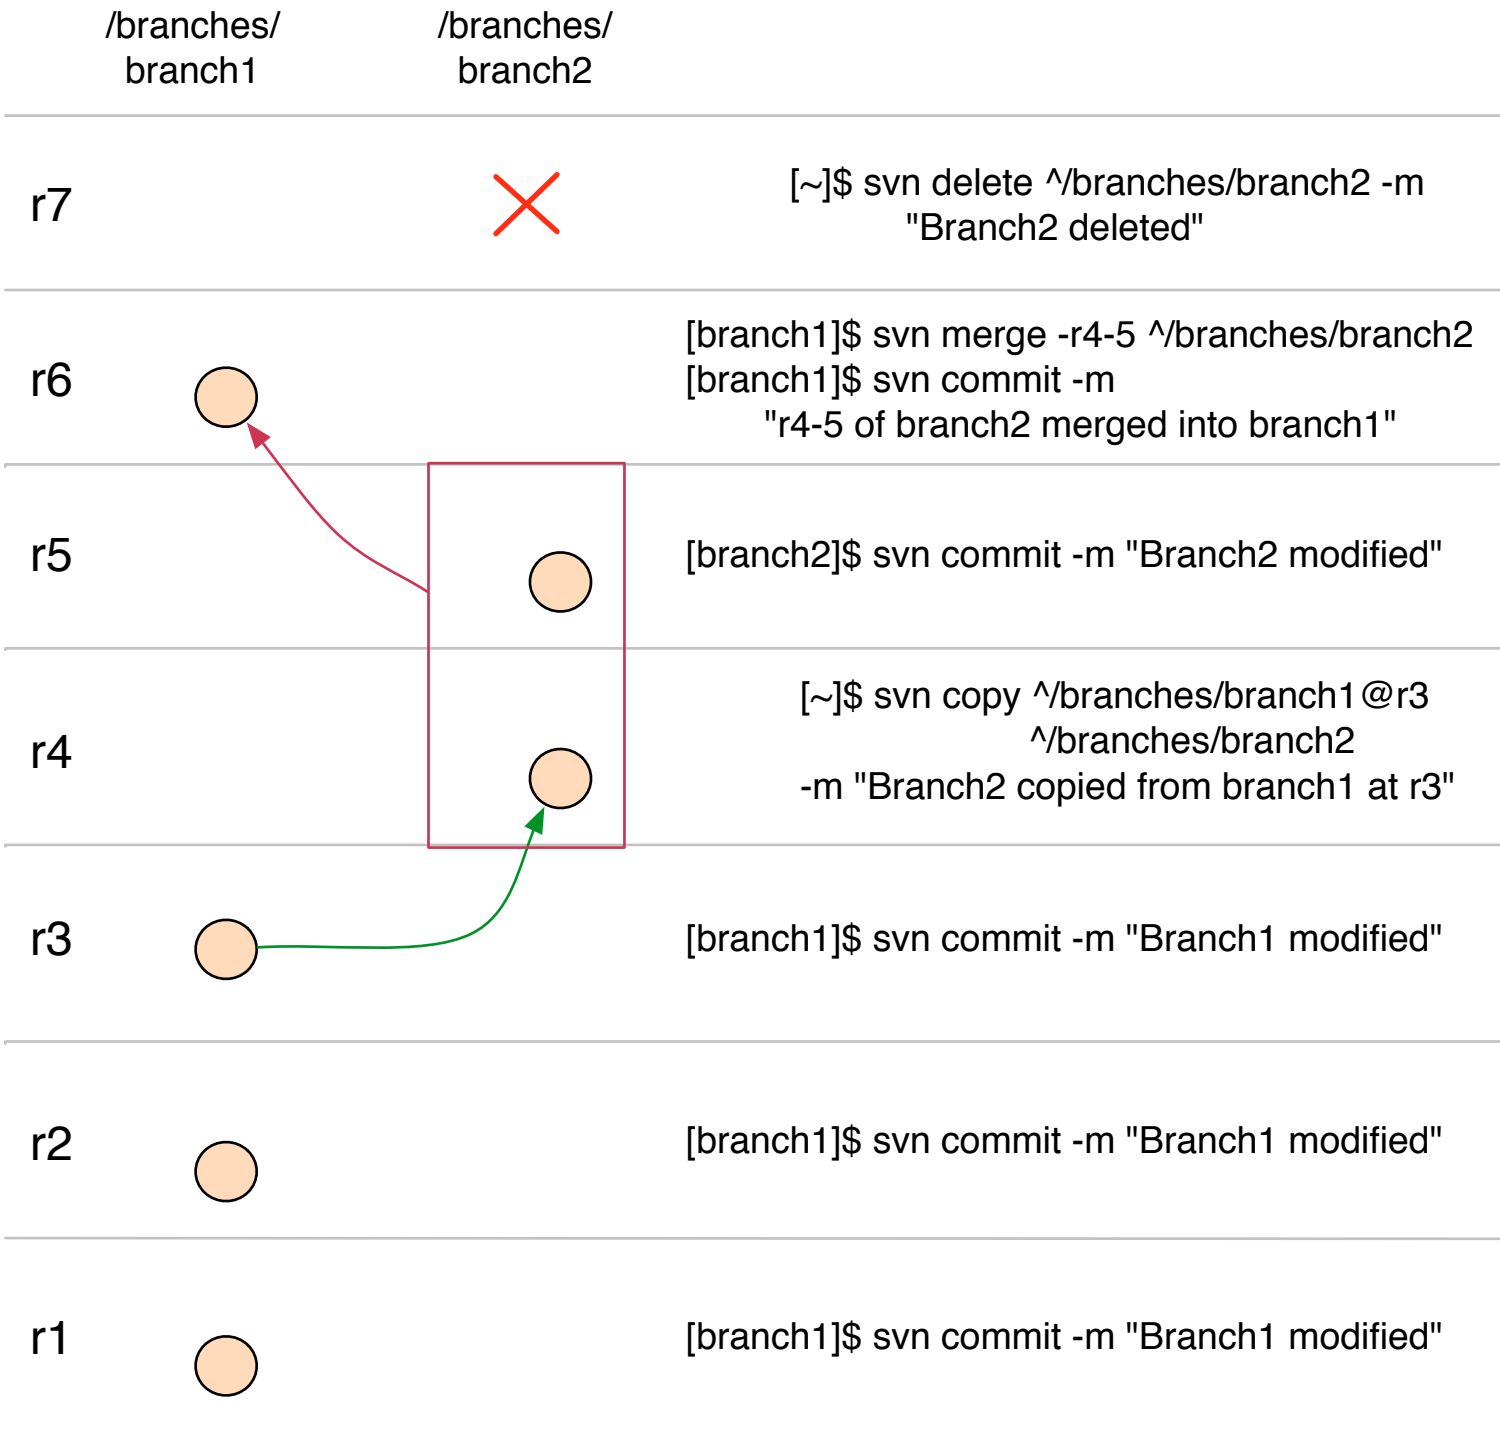 /branches/
branch1
/branches/
branch2
r7
[~]$ svn delete ^/branches/branch2 -m
"Branch2 deleted"
r6
[branch1]$ svn merge -r4-5 ^/branches/branch2
[branch1]$ svn commit -m
"r4-5 of branch2 merged into branch1"
r5
[branch2]$ svn commit -m "Branch2 modified"
r4
[~]$ svn copy ^/branches/branch1@r3
^/branches/branch2
-m "Branch2 copied from branch1 at r3"
r3
[branch1]$ svn commit -m "Branch1 modified"
r2
[branch1]$ svn commit -m "Branch1 modified"
r1
[branch1]$ svn commit -m "Branch1 modified"